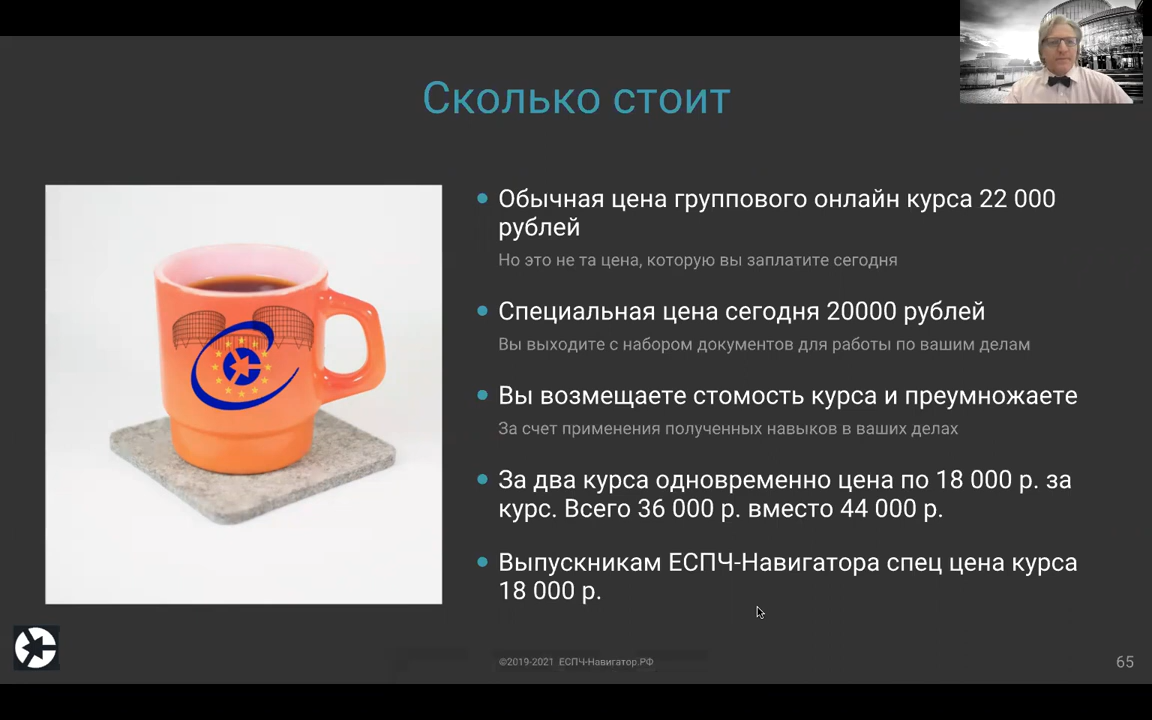 Сколько стоит
Обычная цена группового онлайн курса 22 000
рублей
Но это не та цена, которую вы заплатите сегодня
Специальная цена сегодня 20000 рублей
Вы выходите с набором документов для работы по вашим делам
Вы возмещаете стомость курса и преумножаете
За счет применения полученных навыков в ваших делах
За два курса одновременно цена по 18 000 р. за
курс. Всего 36 000 р. вместо 44 000 р.
Выпускникам ЕСПЧ-Навигатора спец цена курса
18 000 р.
©2019-2021 ЕСПЧ-Навигатор.РФ
65